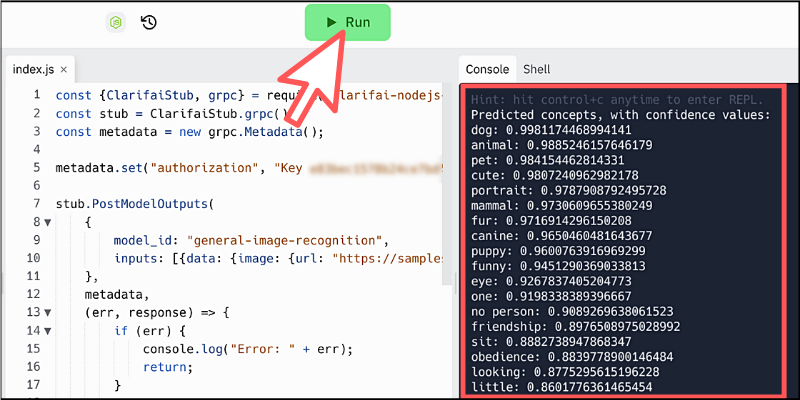 Run
index.js ×
1 const {ClarifaiStub, grpc} = requi larifai-nodejs-
2 const stub = ClarifaiStub.grpc()
3 const metadata = new grpc.Metadata();
4
5 metadata.set("authorization", "Key
6
7 stub.PostModelOutputs(
8 {
9 model_id: "general-image-recognition",
10 inputs: [{data: {image: {url: "https://samples
11 },
12 metadata,
13 (err, response) => {
14 if (err) {
15 console.log("Error: " + err);
16 return;
17 }
Console Shell
Hint: hit control+c anytime to enter REPL.
Predicted concepts, with confidence values:
dog: 0.9981174468994141
animal: 0.9885246157646179
pet: 0.984154462814331
cute: 0.9807240962982178
portrait: 0.9787908792495728
mammal: 0.9730609655380249
fur: 0.9716914296150208
canine: 0.9650460481643677
puppy: 0.9600763916969299
funny: 0.9451290369033813
eye: 0.9267837405204773
one: 0.9198338389396667
no person: 0.9089269638061523
friendship: 0.8976508975028992
sit: 0.8882738947868347
obedience: 0.8839778900146484
looking: 0.8775295615196228
little: 0.8601776361465454